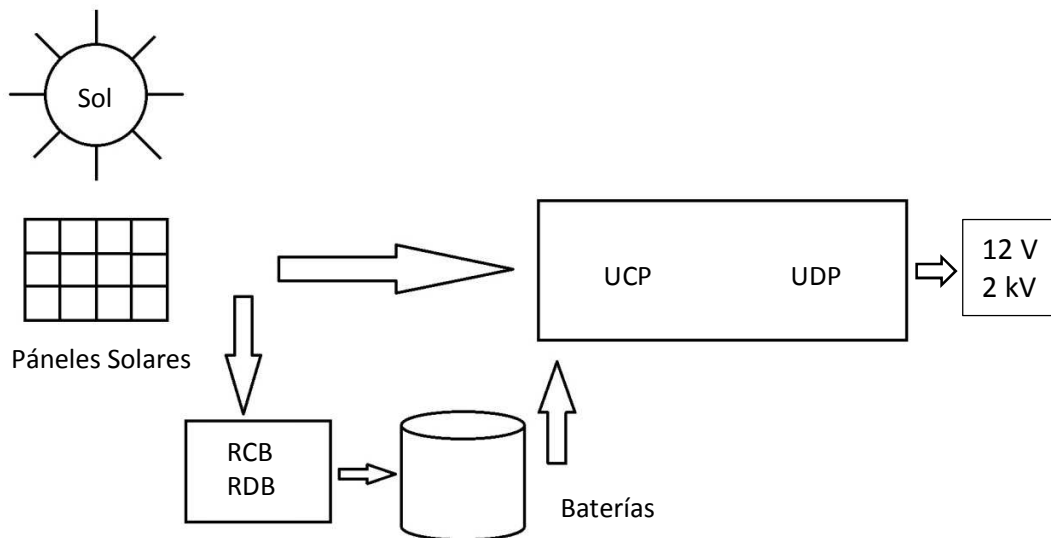 Sol
UCP
UDP
12 V
2 kV
Páneles Solares
RCB
RDB
Baterías